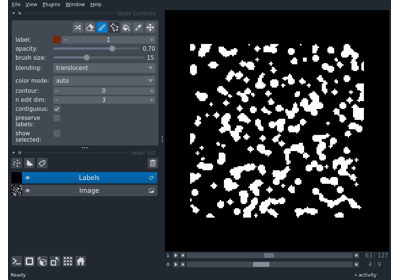 File View Plugins Window Help
layer controls
label: 1
opacity: 0.70
brush size: 15
blending: translucent
color mode: auto
contour: 0
n edit dim: 3
contiguous:
preserve
labels:
show
selected:
layer list
Labels
Image
1 63 127
0 4 9
activity